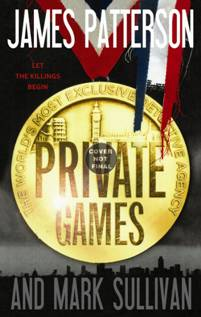 JAMES PATTERSON
LET
THE KILLINGS
BEGIN
THE WORLD'S MOST EXCLUSIVE DETECTIVE AGENCY
PRIVATE
COVER
NOT
FINAL
GAMES
AND MARK SULLIVAN